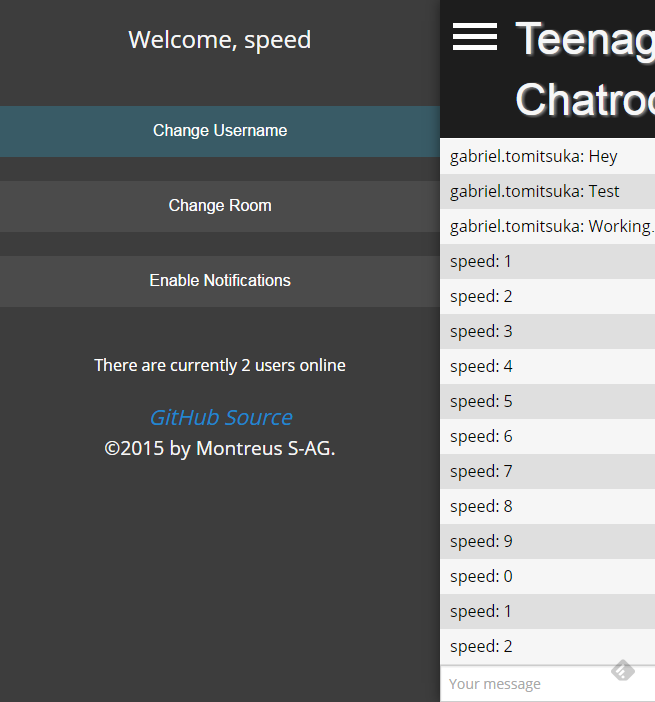 Welcome, speed
Change Username
Change Room
Enable Notifications
There are currently 2 users online
GitHub Source
©2015 by Montreus S-AG.
Teenag
Chatroo
gabriel.tomitsuka: Hey
gabriel.tomitsuka: Test
gabriel.tomitsuka: Working.
speed: 1
speed: 2
speed: 3
speed: 4
speed: 5
speed: 6
speed: 7
speed: 8
speed: 9
speed: 0
speed: 1
speed: 2
Your message